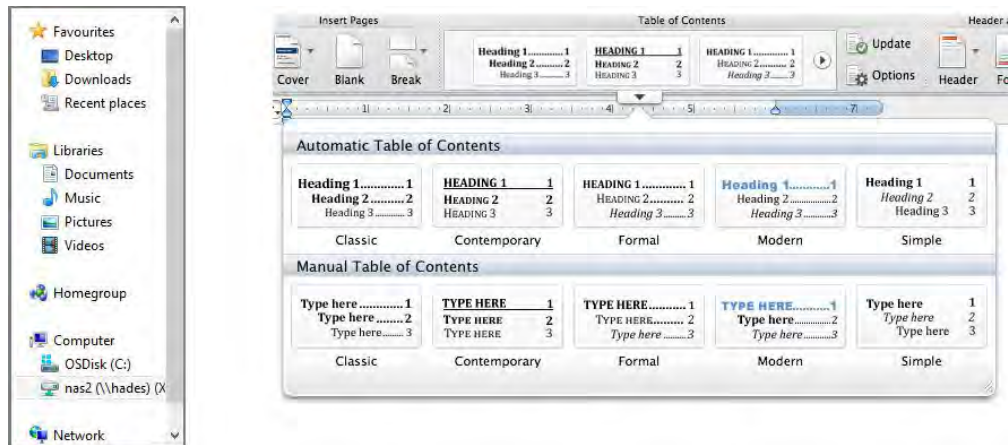 Favourites
Desktop
Downloads
Recent places
Libraries
Documents
Music
Pictures
Videos
Homegroup
Computer
OSDisk (C:)
nas2 (\\hades) (X
Network
Insert Pages
Table of Contents
Header
Cover
Blank
Break
Heading 1............1 HEADING 1 1 HEADING 1............ 1
Heading 2........2 HEADING 2 2 HEADING 2.......... 2
Heading 3.......... 3 HEADING 3 3 Heading 3.........3
Update
Options
Header
Fo
1 2 3 4 5 7
Automatic Table of Contents
Heading 1.............1 HEADING 1 1 HEADING 1............. 1 Heading 1............1 Heading 1 1
Heading 2..........2 HEADING 2 2 HEADING 2.......... 2 Heading 2...............2 Heading 2 2
Heading 3........... 3 HEADING 3 3 Heading 3.........3 Heading 3.........3 Heading 3 3
Classic Contemporary Formal Modern Simple
Manual Table of Contents
Type here.............1 TYPE HERE 1 TYPE HERE............. 1 TYPE HERE............1 Type here 1
Type here........2 TYPE HERE 2 TYPE HERE.......... 2 Type here.............2 Type here 2
Type here....... 3 TYPE HERE 3 Type here.........3 Type here..........3 Type here 3
Classic Contemporary Formal Modern Simple